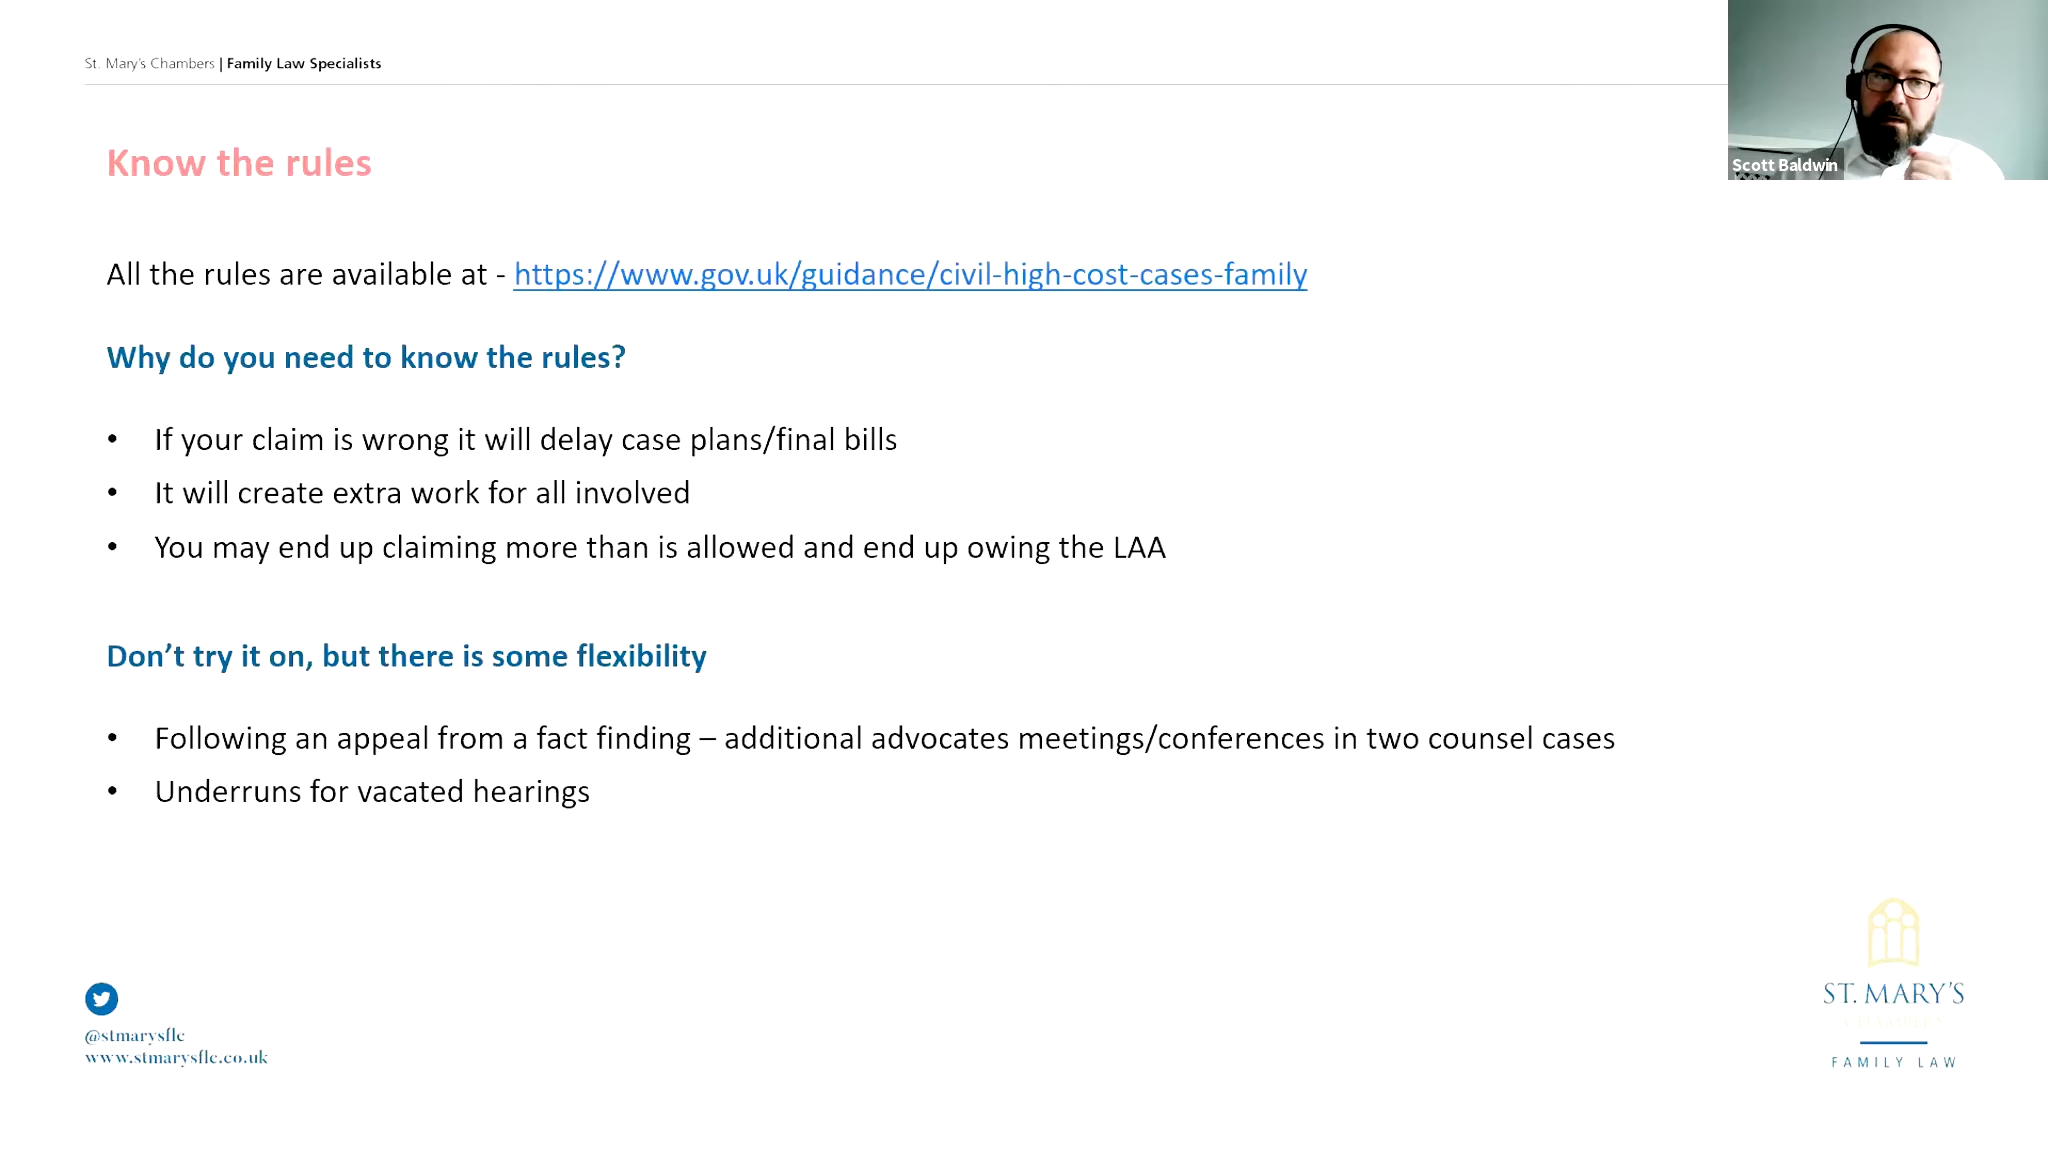 St. Mary's Chambers | Family Law Specialists
Scott Baldwin
Know the rules
All the rules are available at - https://www.gov.uk/guidance/civil-high-cost-cases-family
Why do you need to know the rules?
• If your claim is wrong it will delay case plans/final bills
• It will create extra work for all involved
• You may end up claiming more than is allowed and end up owing the LAA
Don’t try it on, but there is some flexibility
• Following an appeal from a fact finding – additional advocates meetings/conferences in two counsel cases
• Underruns for vacated hearings
@stmarysflc
www.stmarysflc.co.uk
ST. MARY'S
CHAMBERS
FAMILY LAW